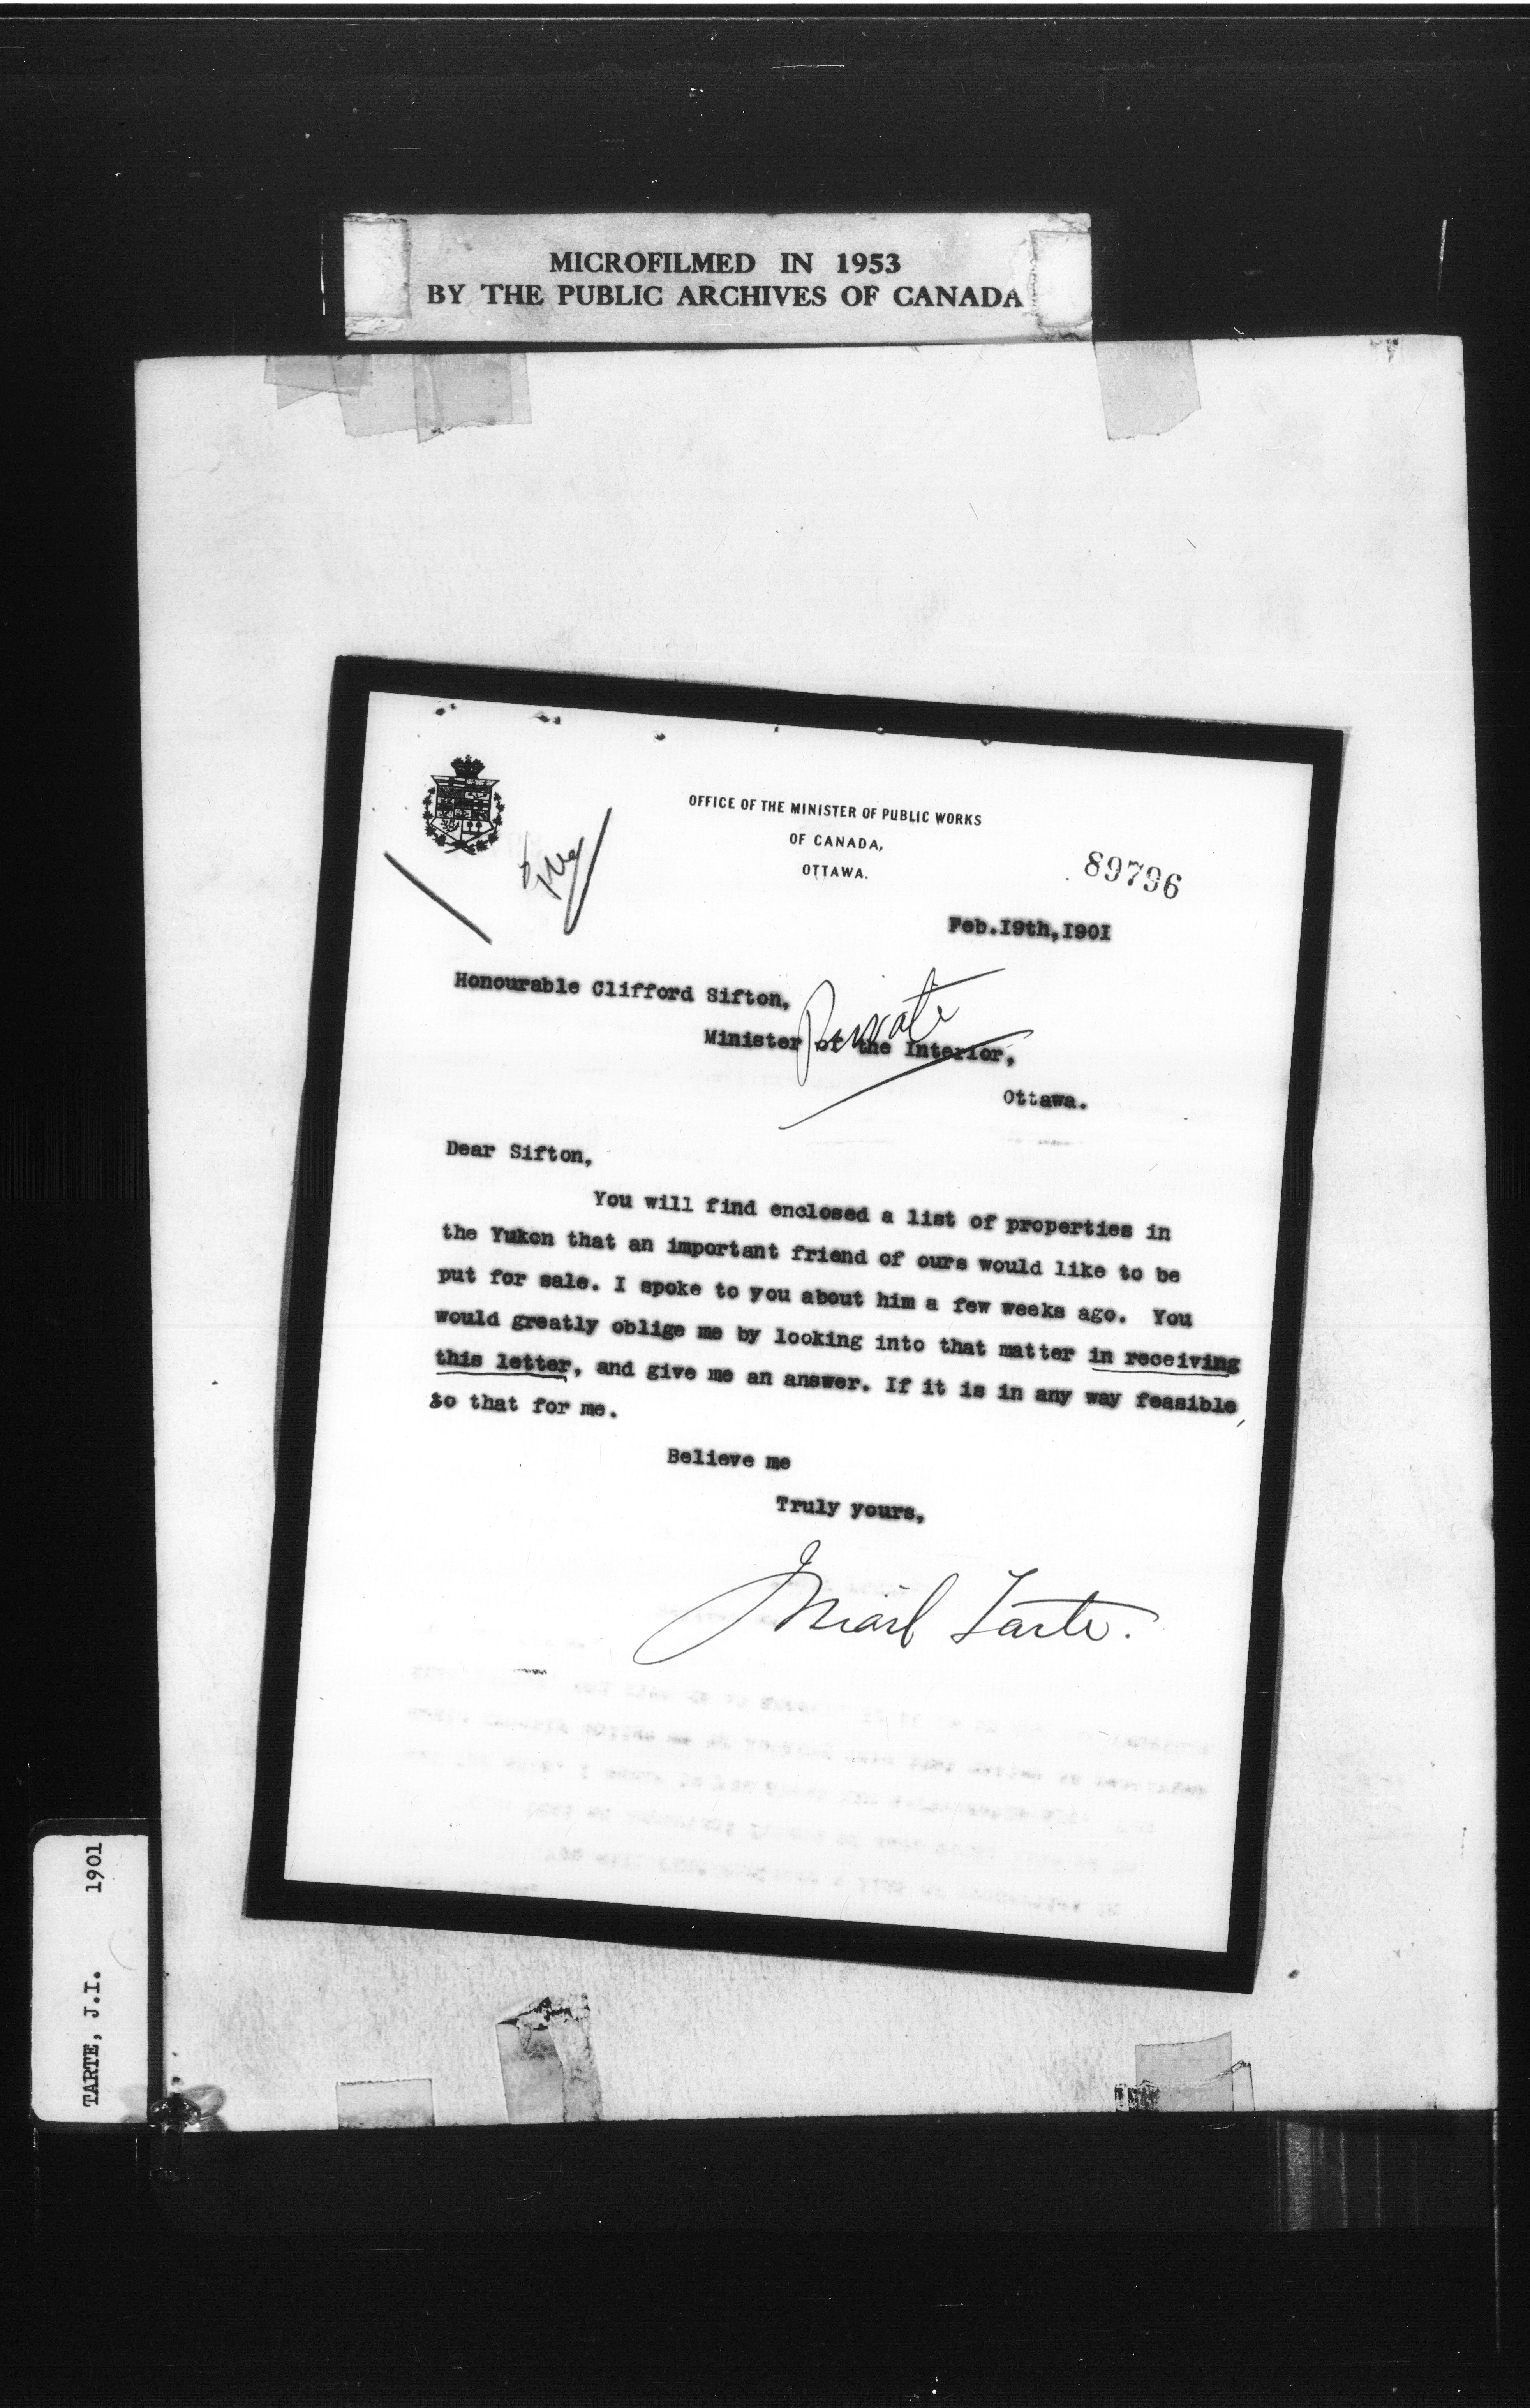 MICROFILMED IN 1953
BY THE PUBLIC ARCHIVES OF CANADA
OFFICE OF THE MINISTER OF PUBLIC WORKS
OF CANADA,
OTTAWA.
89796
Feb.I9th,I90I
Honourable Clifford Sifton,
Private
Minister of the Interior,
Ottawa.
Dear Sifton,
You will find enclosed a list of properties in
the Yukon that an important friend of ours would like to be
put for sale. I spoke to you about him a few weeks ago. You
would greatly oblige me by looking into that matter in receiving
this letter, and give me an answer. If it is in any way feasible,
do that for me.
Believe me
Truly yours,
J Israel Tarte.
TARTE, J.I. 1901